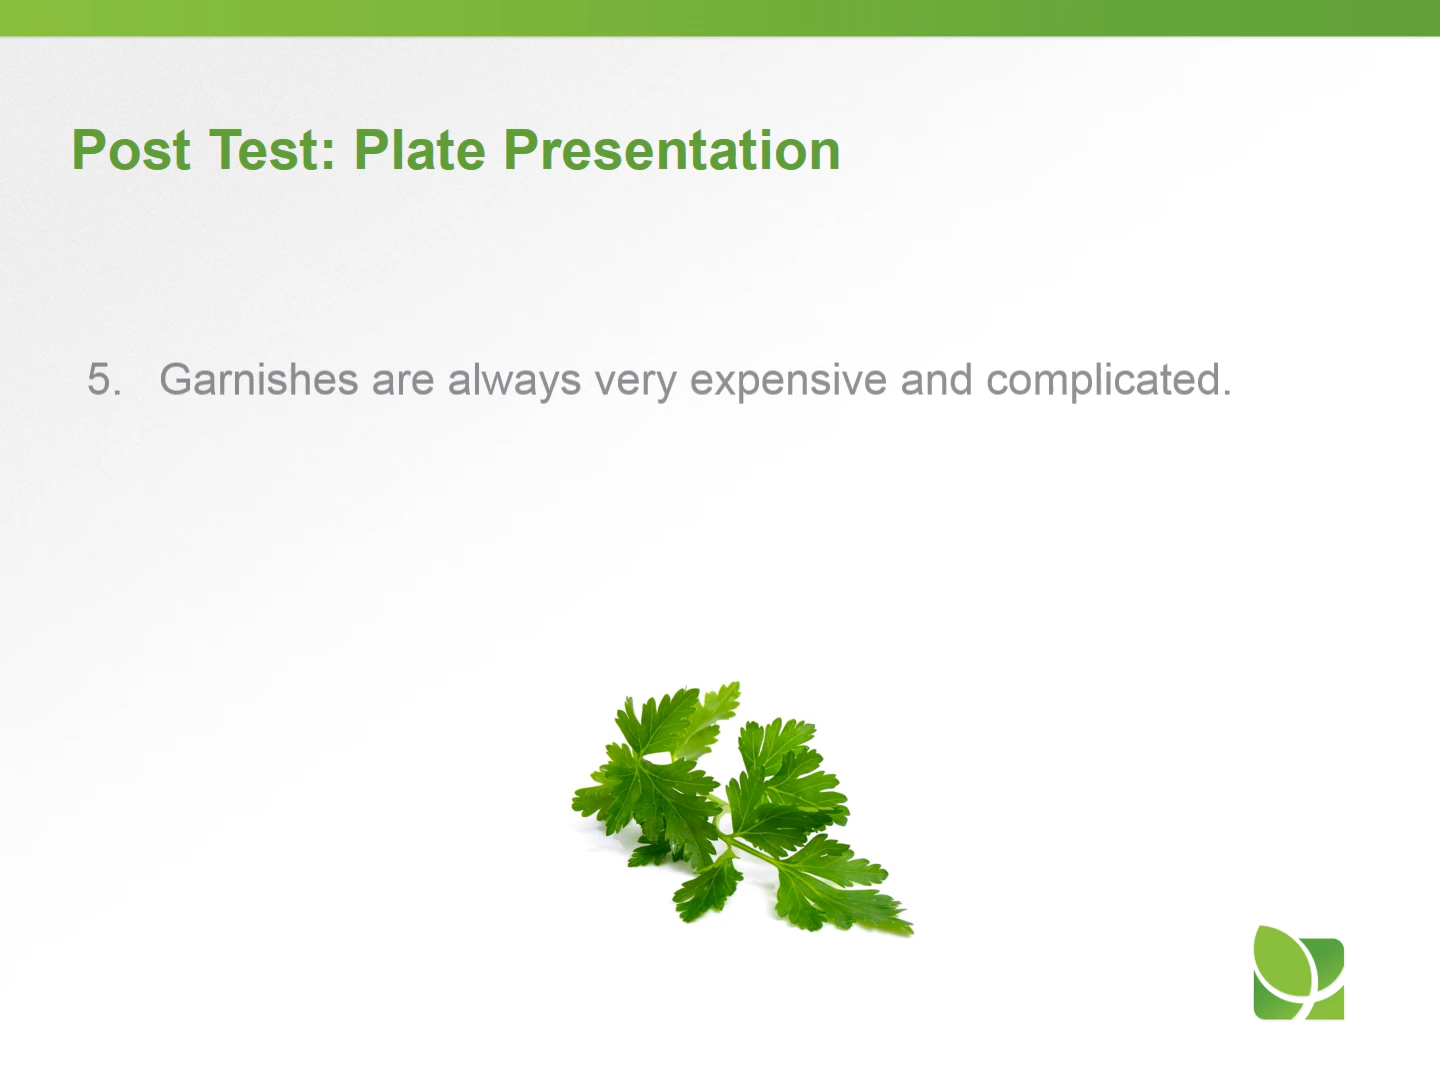 Post Test: Plate Presentation
5. Garnishes are always very expensive and complicated.